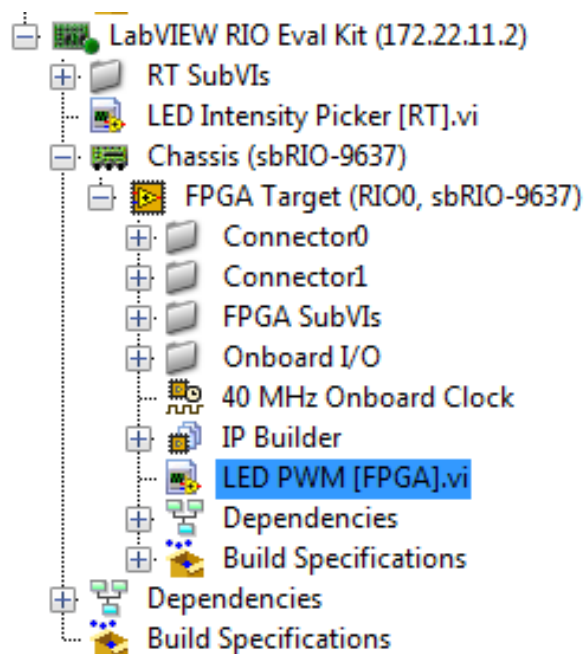 LabVIEW RIO Eval Kit (172.22.11.2)
RT SubVIs
LED Intensity Picker [RT].vi
Chassis (sbRIO-9637)
FPGA Target (RIO0, sbRIO-9637)
Connector0
Connector1
FPGA SubVIs
Onboard I/O
40 MHz Onboard Clock
IP Builder
LED PWM [FPGA].vi
Dependencies
Build Specifications
Dependencies
Build Specifications